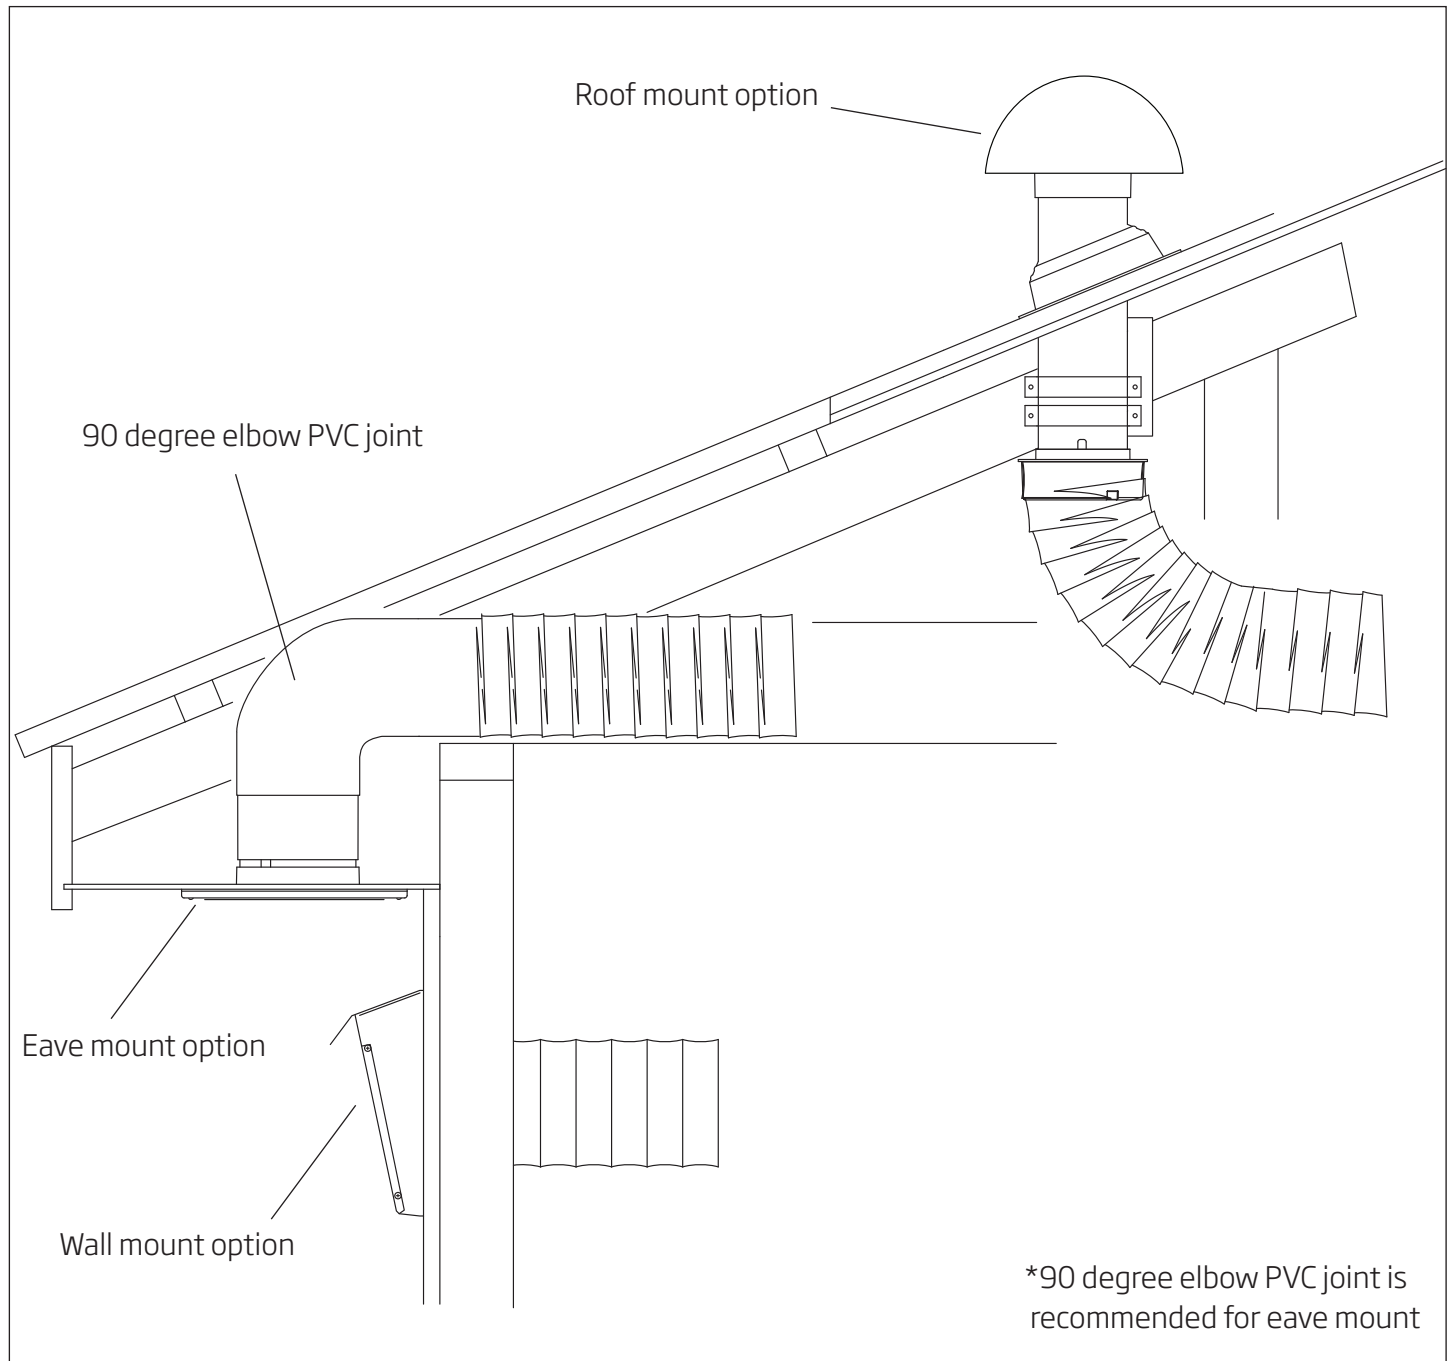 Roof mount option
90 degree elbow PVC joint
Eave mount option
Wall mount option
*90 degree elbow PVC joint is
recommended for eave mount